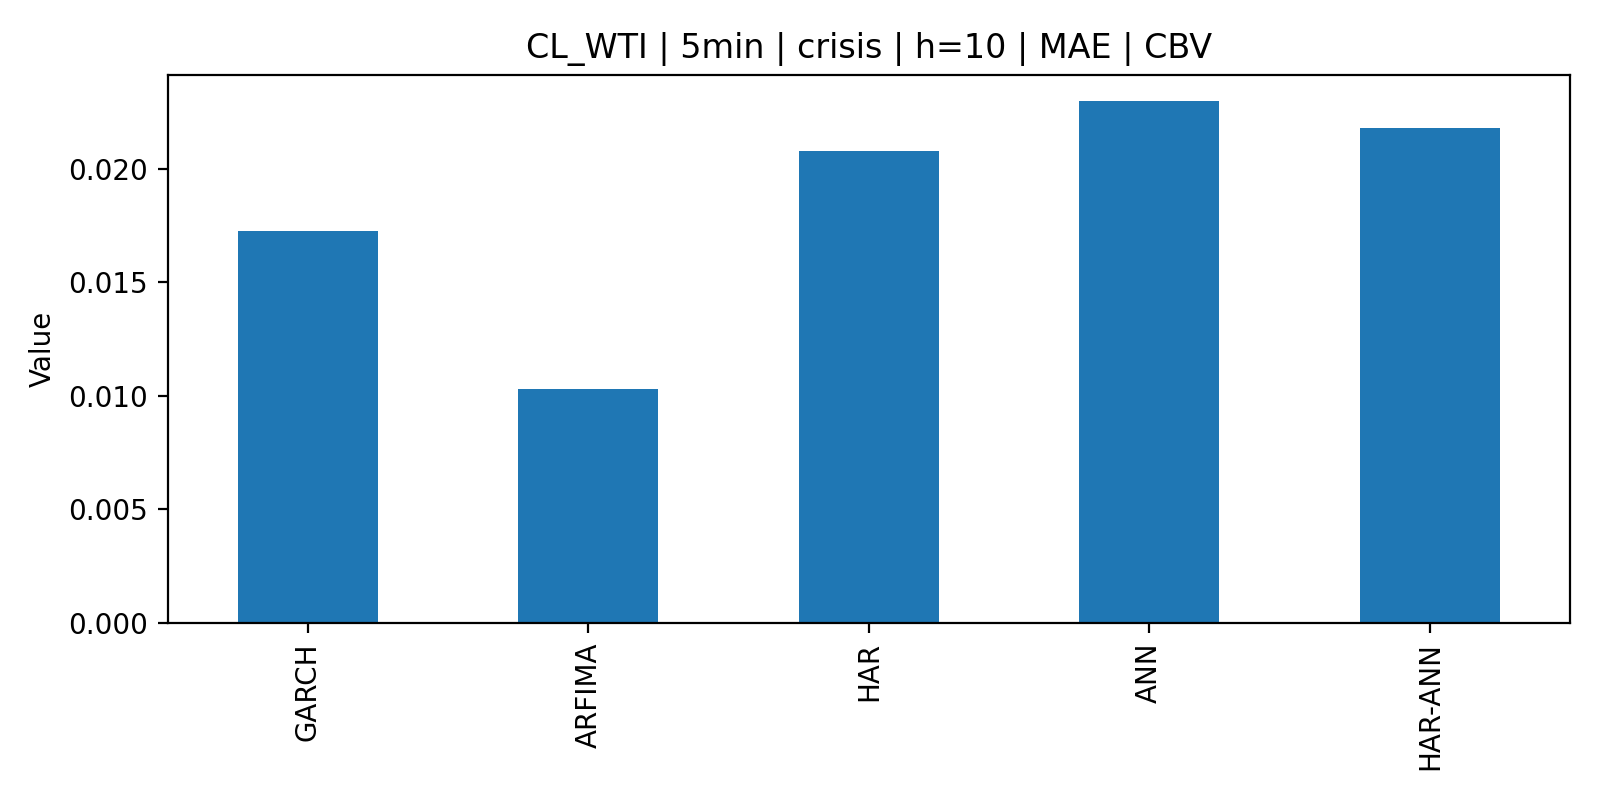 CL_WTI | 5min | crisis | h=10 | MAE | CBV
Value
0.020
0.015
0.010
0.005
0.000
GARCH
ARFIMA
HAR
ANN
HAR-ANN